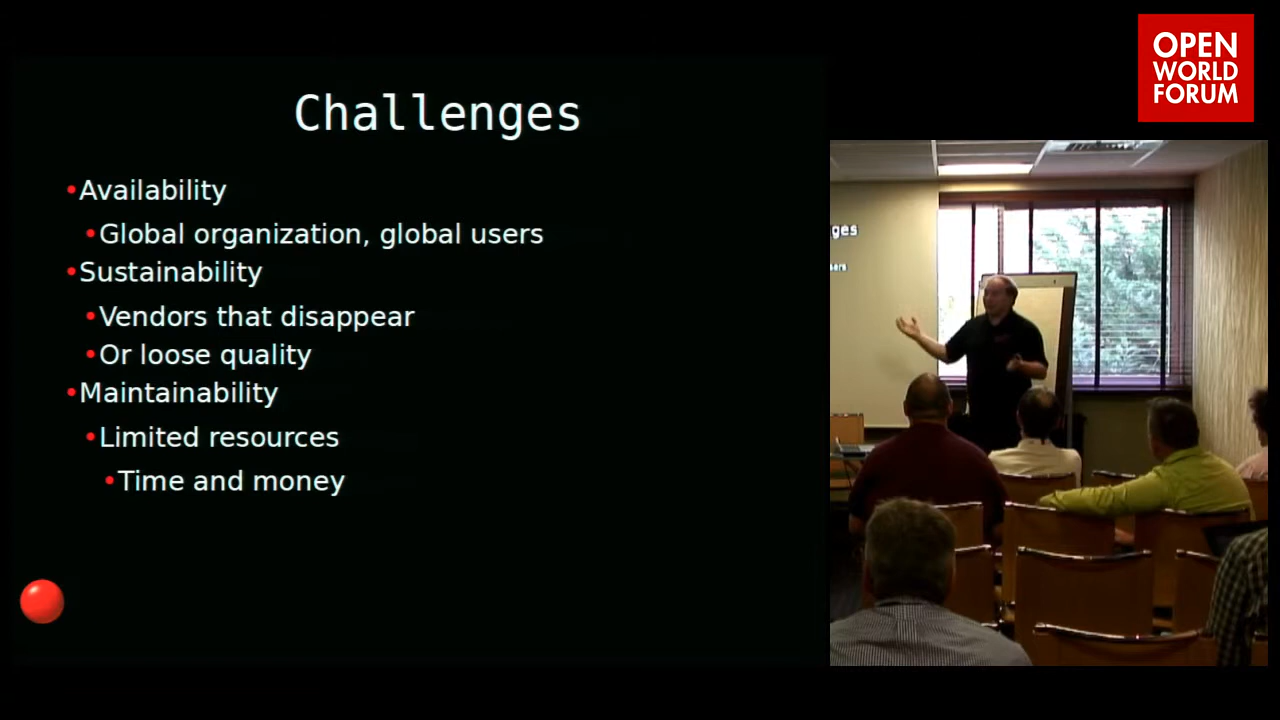 OPEN
WORLD
FORUM
Challenges
•Availability
•Global organization, global users
•Sustainability
•Vendors that disappear
•Or loose quality
•Maintainability
•Limited resources
•Time and money